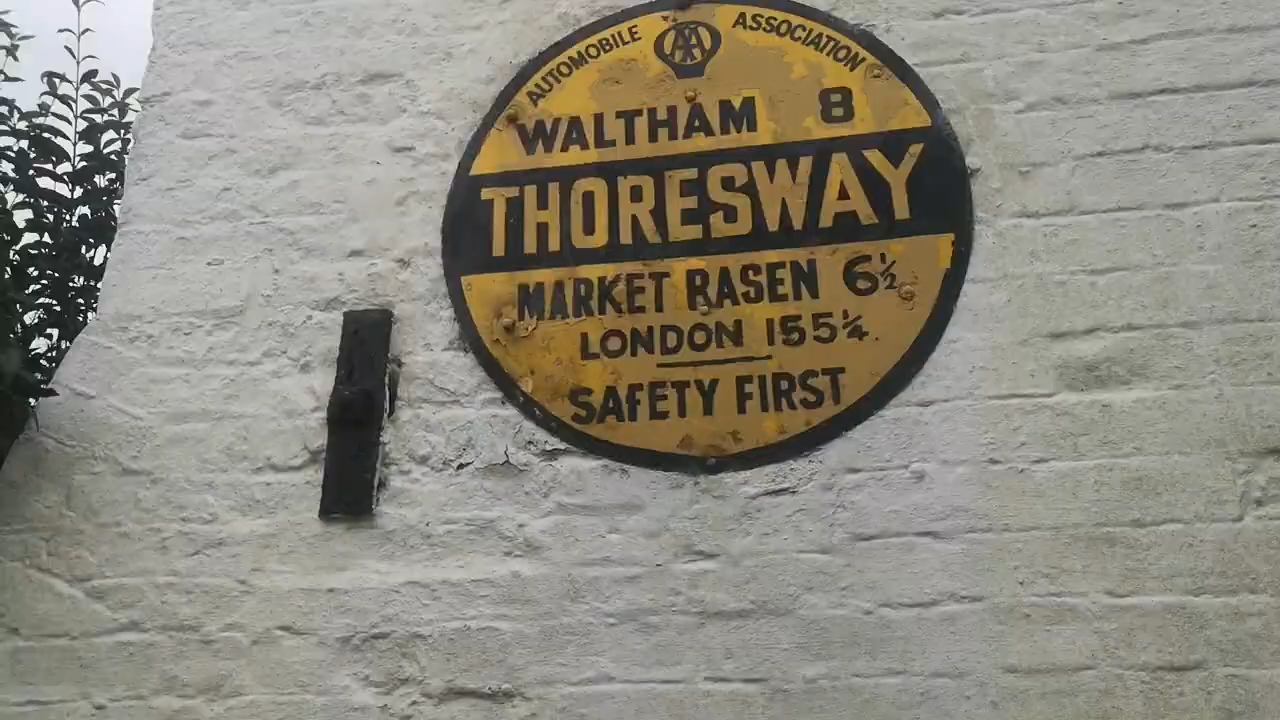 AUTOMOBILE AA ASSOCIATION
WALTHAM 8
THORESWAY
MARKET RASEN 6½
LONDON 155¼
SAFETY FIRST